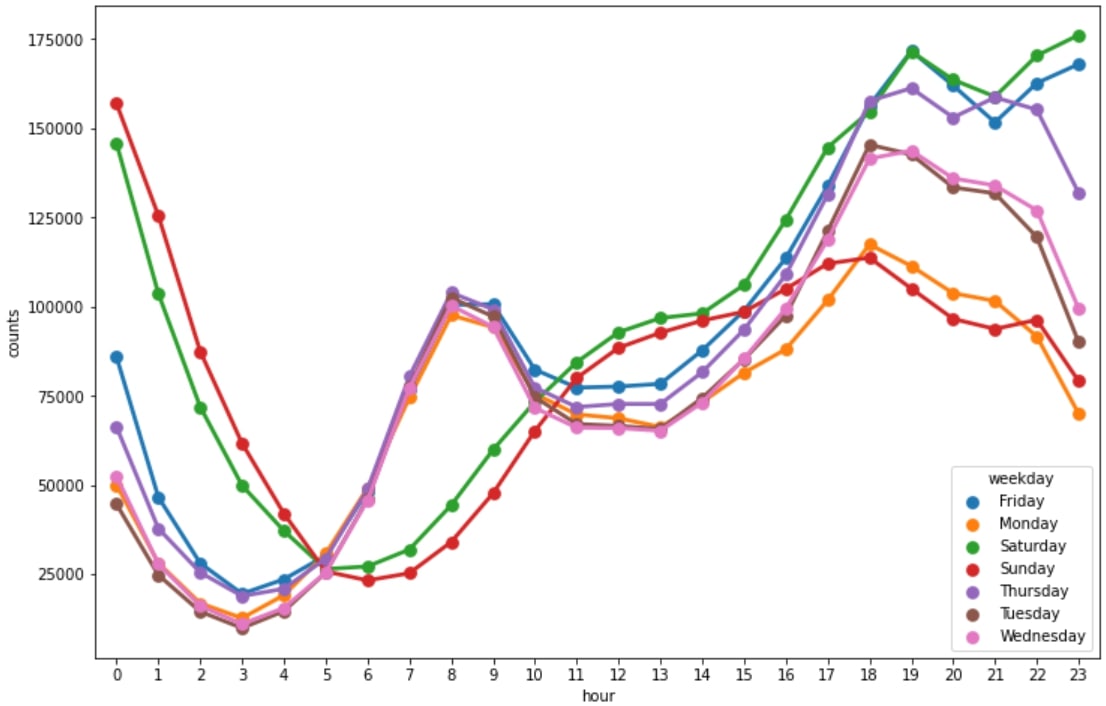 175000
150000
125000
100000
75000
50000
25000
counts
0 1 2 3 4 5 6 7 8 9 10 11 12 13 14 15 16 17 18 19 20 21 22 23
hour
weekday
Friday
Monday
Saturday
Sunday
Thursday
Tuesday
Wednesday